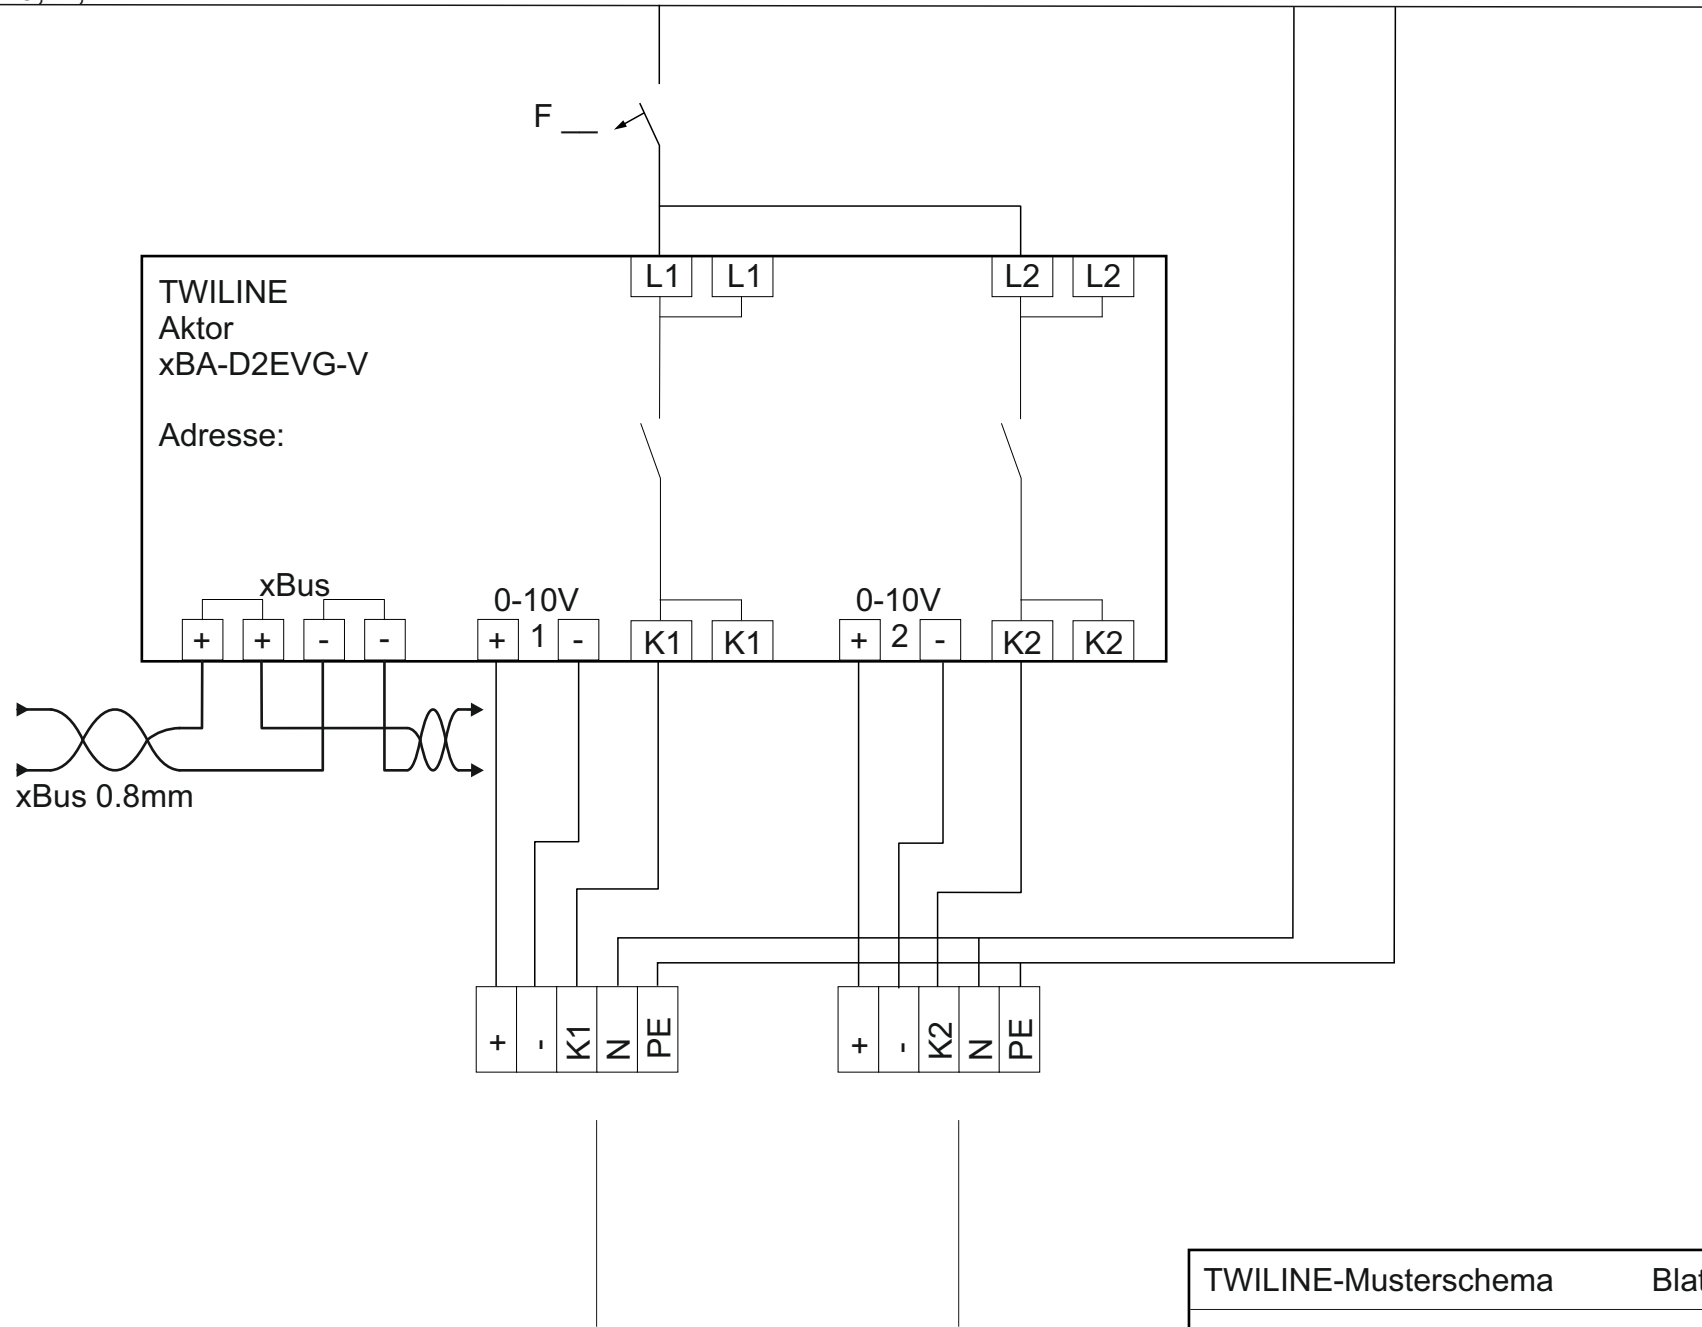 F __
L1 L1 L2 L2
TWILINE
Aktor
xBA-D2EVG-V
Adresse:
xBus
0-10V 0-10V
+ + - - + 1 - K1 K1 + 2 - K2 K2
xBus 0.8mm
+ - K1 N PE + - K2 N PE
TWILINE-Musterschema